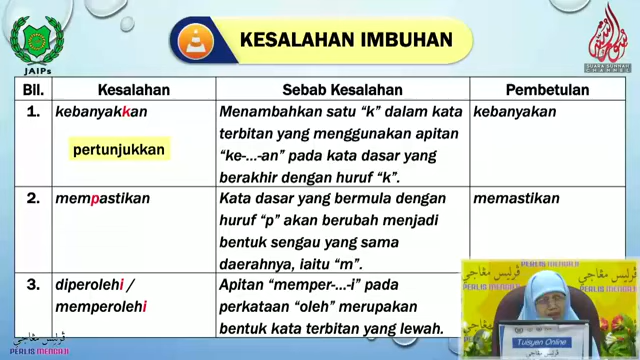 JAIPs
KESALAHAN IMBUHAN
SUARA SUNNAH
CHANNEL
Bil.
Kesalahan
Sebab Kesalahan
Pembetulan
1.
kebanyakkan
pertunjukkan
Menambahkan satu “k” dalam kata
terbitan yang menggunakan apitan
“ke-...-an” pada kata dasar yang
berakhir dengan huruf “k”.
kebanyakan
2.
mempastikan
Kata dasar yang bermula dengan
huruf “p” akan berubah menjadi
bentuk sengau yang sama
daerahnya, iaitu “m”.
memastikan
3.
diperolehi /
memperolehi
Apitan “memper-...-i” pada
perkataan “oleh” merupakan
bentuk kata terbitan yang lewah.
فرليس مڠاجي
PERLIS MENGAJI
فرليس مڠاجي
PERLIS MENGAJI
Tuisyen Online